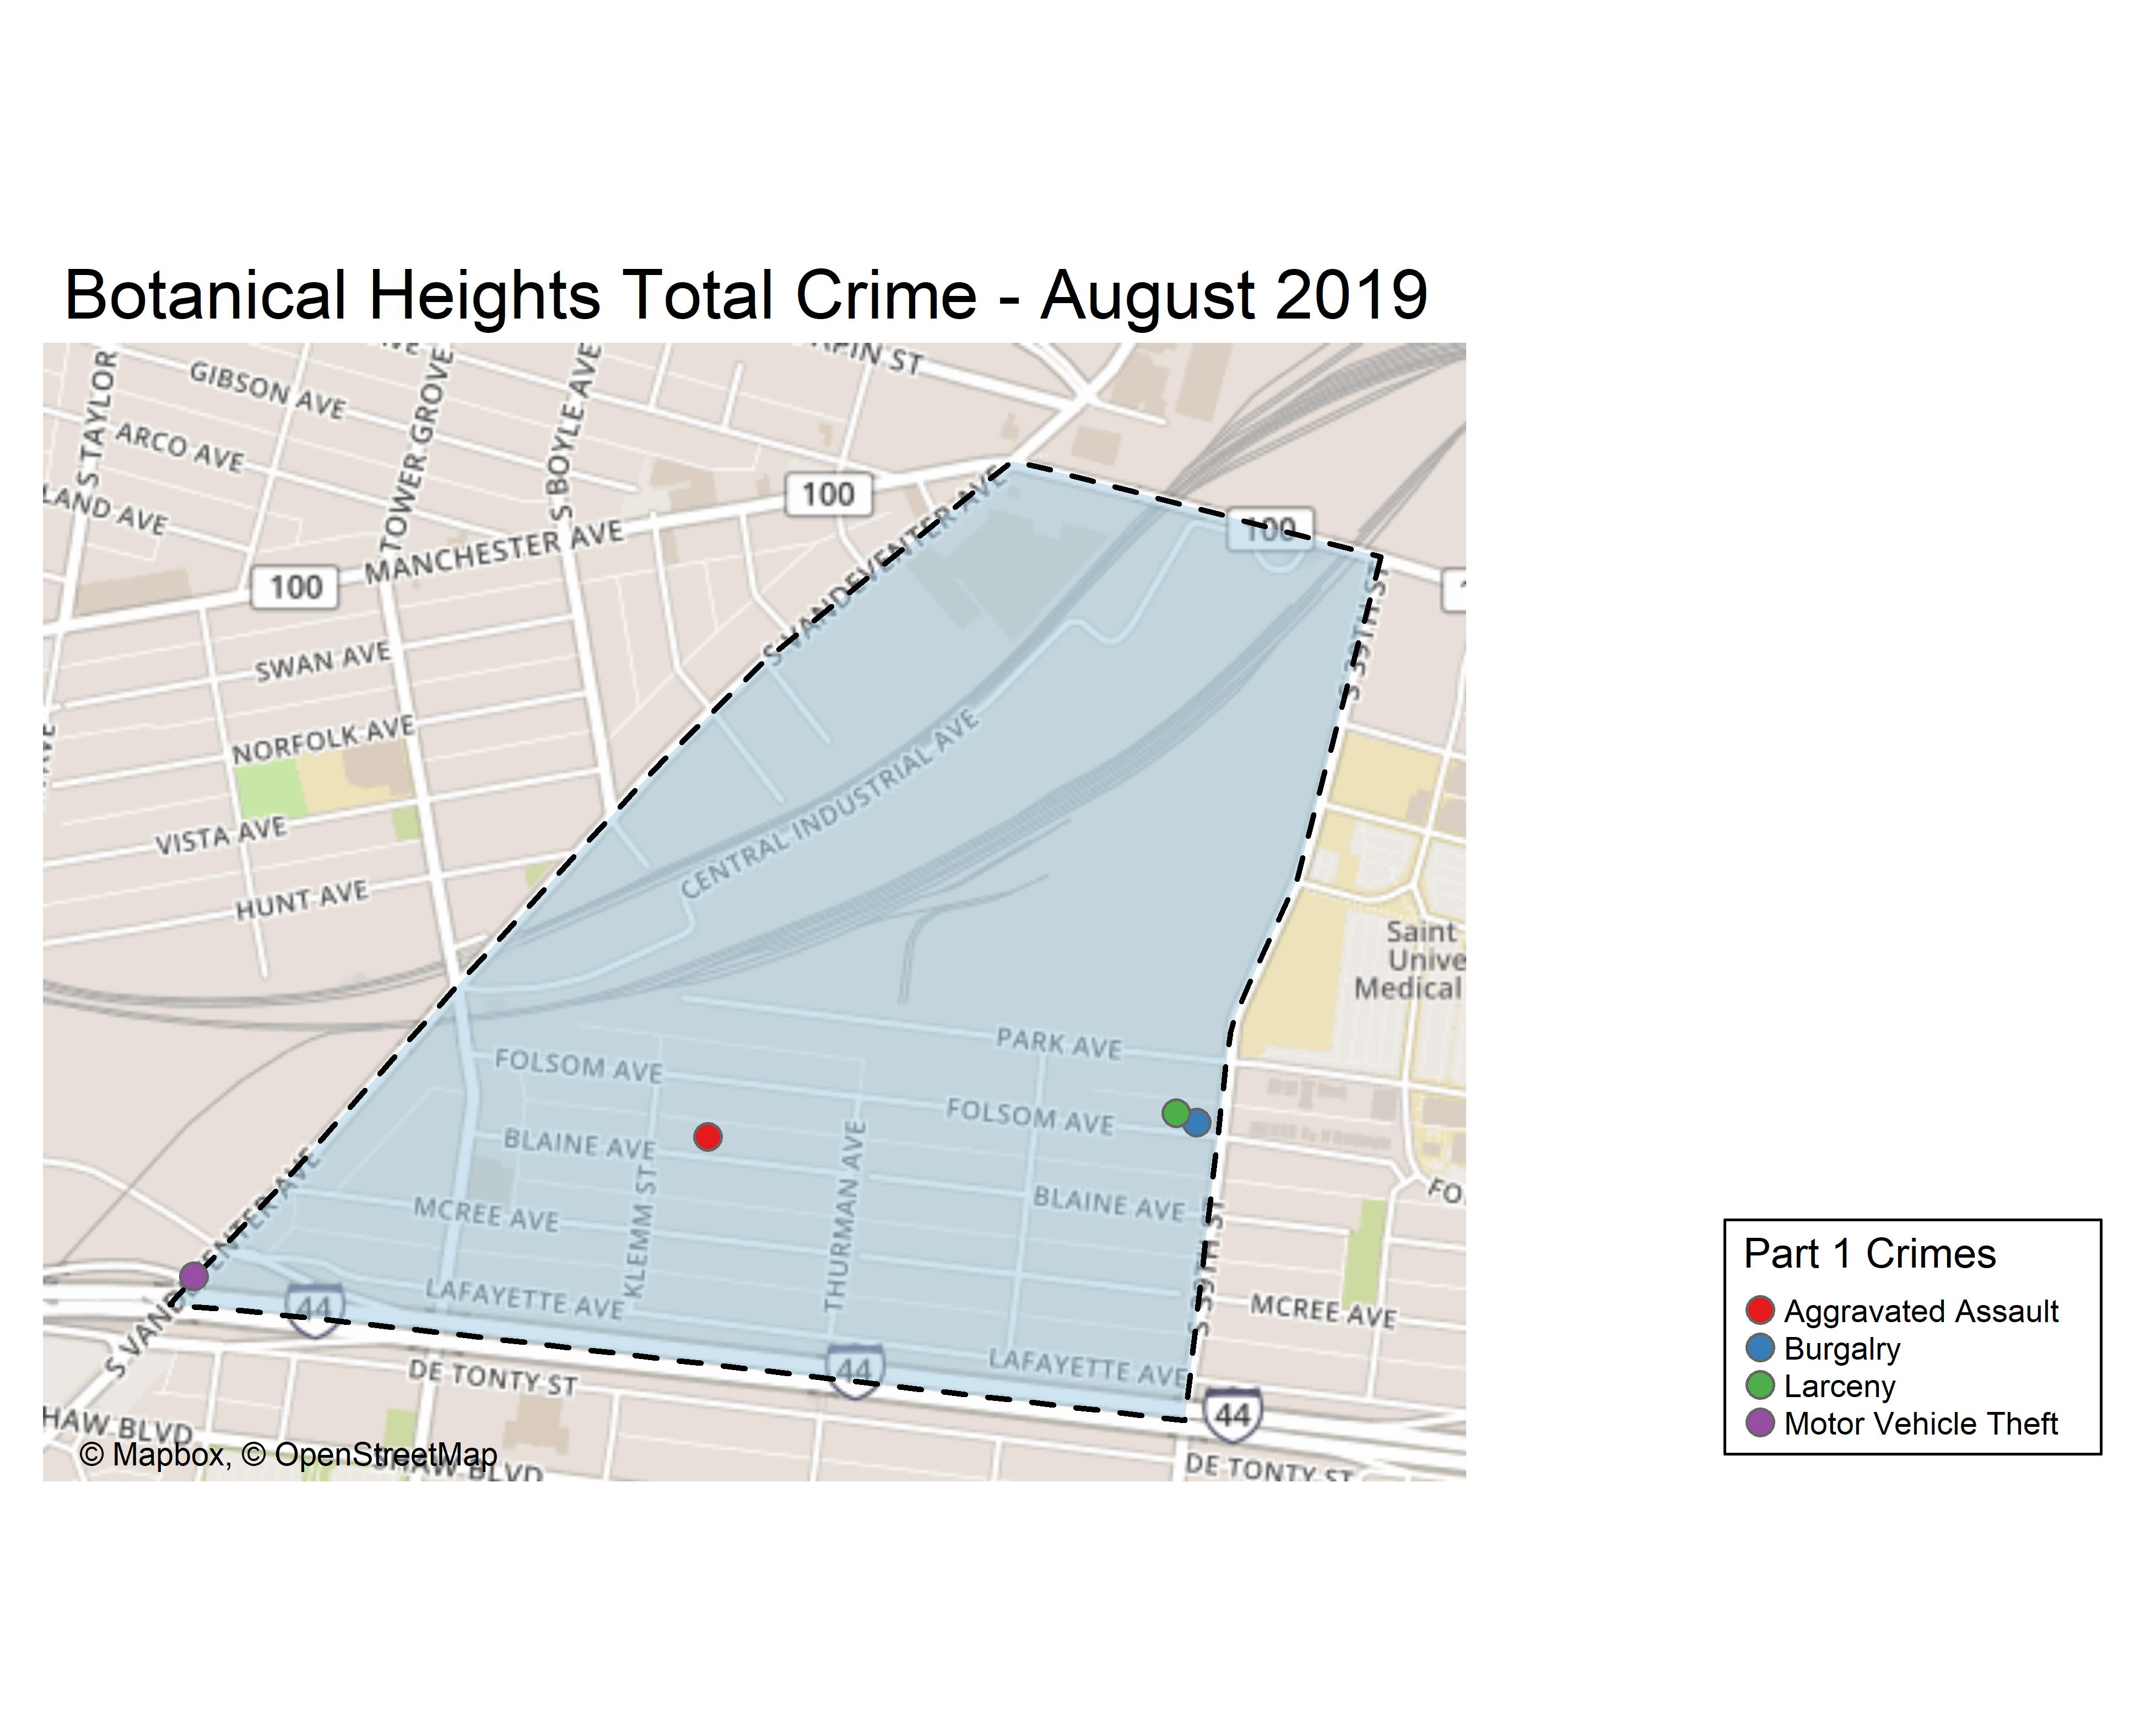 Botanical Heights Total Crime - August 2019
GIBSON AVE
S TAYLOR
ARCO AVE
TOWER GROVE
S BOYLE AVE
LAND AVE
MANCHESTER AVE
100
100
100
S VANDEVENTER AVE
S 39TH ST
SWAN AVE
NORFOLK AVE
VISTA AVE
HUNT AVE
CENTRAL INDUSTRIAL AVE
Saint
Unive
Medical
PARK AVE
FOLSOM AVE
FOLSOM AVE
BLAINE AVE
BLAINE AVE
KLEMM ST
THURMAN AVE
MCREE AVE
FO
S 39TH ST
MCREE AVE
LAFAYETTE AVE
LAFAYETTE AVE
44
44
44
DE TONTY ST
DE TONTY ST
HAW BLVD
SHAW BLVD
© Mapbox, © OpenStreetMap
Part 1 Crimes
Aggravated Assault
Burgalry
Larceny
Motor Vehicle Theft